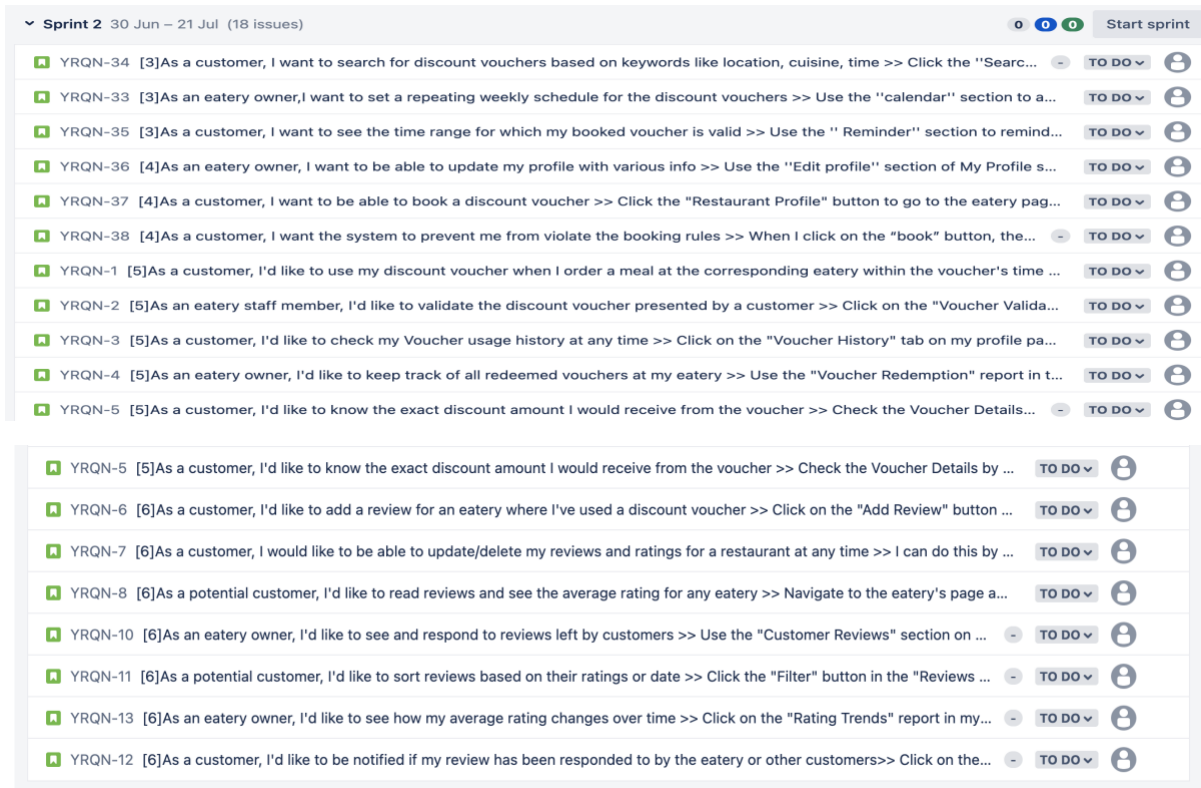 Sprint 2 30 Jun – 21 Jul (18 issues) 0 0 0 Start sprint
YRQN-34 [3]As a customer, I want to search for discount vouchers based on keywords like location, cuisine, time >> Click the ''Searc... - TO DO
YRQN-33 [3]As an eatery owner,I want to set a repeating weekly schedule for the discount vouchers >> Use the ''calendar'' section to a... TO DO
YRQN-35 [3]As a customer, I want to see the time range for which my booked voucher is valid >> Use the '' Reminder'' section to remind... TO DO
YRQN-36 [4]As an eatery owner, I want to be able to update my profile with various info >> Use the ''Edit profile'' section of My Profile s... TO DO
YRQN-37 [4]As a customer, I want to be able to book a discount voucher >> Click the "Restaurant Profile" button to go to the eatery pag... TO DO
YRQN-38 [4]As a customer, I want the system to prevent me from violate the booking rules >> When I click on the “book” button, the... - TO DO
YRQN-1 [5]As a customer, I'd like to use my discount voucher when I order a meal at the corresponding eatery within the voucher's time ... TO DO
YRQN-2 [5]As an eatery staff member, I'd like to validate the discount voucher presented by a customer >> Click on the "Voucher Valida... TO DO
YRQN-3 [5]As a customer, I'd like to check my Voucher usage history at any time >> Click on the "Voucher History" tab on my profile pa... TO DO
YRQN-4 [5]As an eatery owner, I'd like to keep track of all redeemed vouchers at my eatery >> Use the "Voucher Redemption" report in t... TO DO
YRQN-5 [5]As a customer, I'd like to know the exact discount amount I would receive from the voucher >> Check the Voucher Details... - TO DO
YRQN-5 [5]As a customer, I'd like to know the exact discount amount I would receive from the voucher >> Check the Voucher Details by ... TO DO
YRQN-6 [6]As a customer, I'd like to add a review for an eatery where I've used a discount voucher >> Click on the "Add Review" button ... TO DO
YRQN-7 [6]As a customer, I would like to be able to update/delete my reviews and ratings for a restaurant at any time >> I can do this by ... TO DO
YRQN-8 [6]As a potential customer, I'd like to read reviews and see the average rating for any eatery >> Navigate to the eatery's page a... TO DO
YRQN-10 [6]As an eatery owner, I'd like to see and respond to reviews left by customers >> Use the "Customer Reviews" section on ... - TO DO
YRQN-11 [6]As a potential customer, I'd like to sort reviews based on their ratings or date >> Click the "Filter" button in the "Reviews ... - TO DO
YRQN-13 [6]As an eatery owner, I'd like to see how my average rating changes over time >> Click on the "Rating Trends" report in my... - TO DO
YRQN-12 [6]As a customer, I'd like to be notified if my review has been responded to by the eatery or other customers>> Click on the... - TO DO